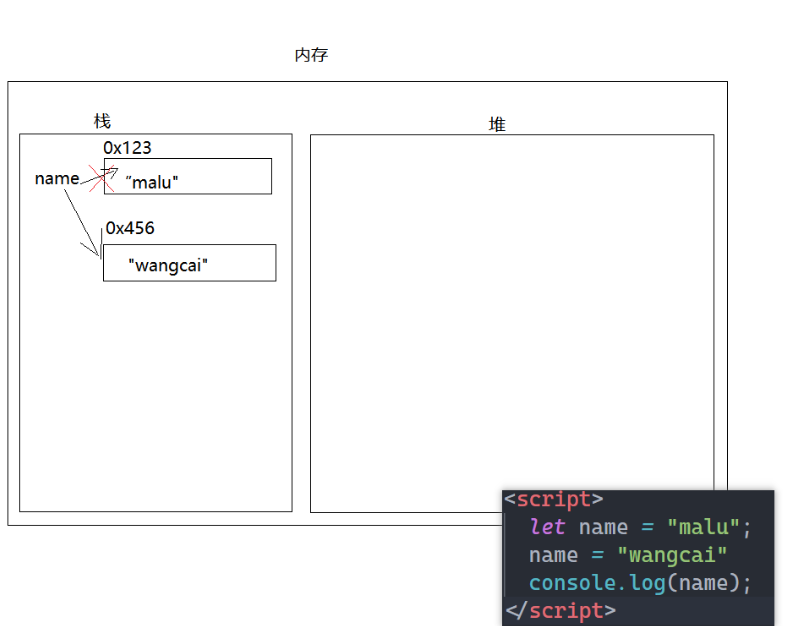 内存
栈
堆
0x123
name
"malu"
0x456
"wangcai"
<script>
let name = "malu";
name = "wangcai"
console.log(name);
</script>